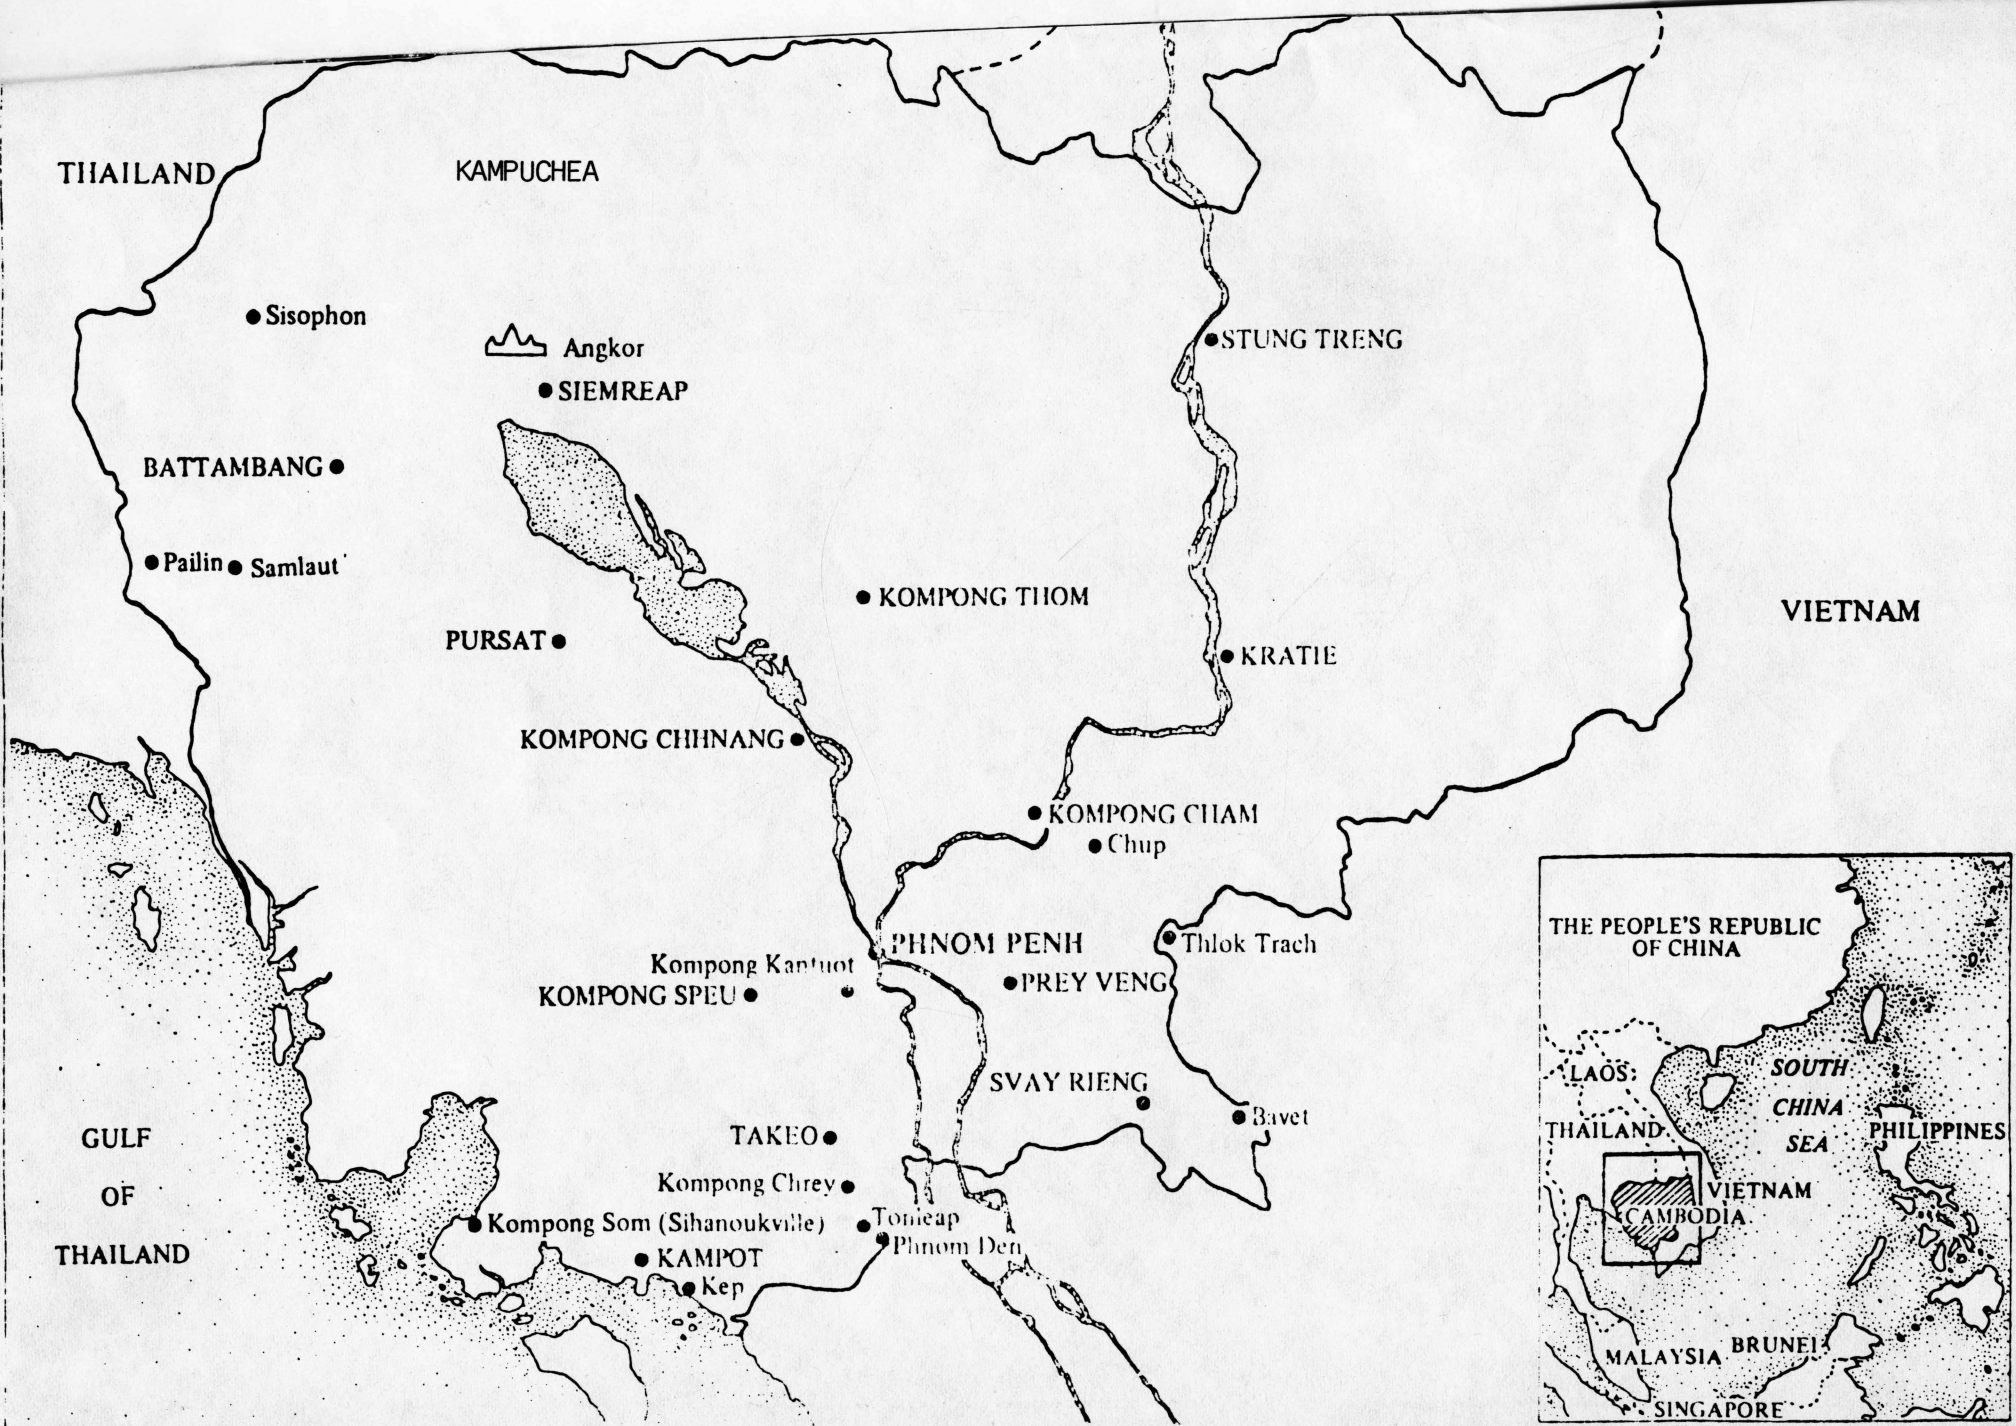 THAILAND
KAMPUCHEA
Sisophon
Angkor
SIEMREAP
STUNG TRENG
BATTAMBANG
Pailin
Samlaut
KOMPONG THOM
VIETNAM
PURSAT
KRATIE
KOMPONG CHHNANG
KOMPONG CHAM
Chup
PHNOM PENH
Thlok Trach
Kompong Kantuot
KOMPONG SPEU
PREY VENG
SVAY RIENG
Bavet
TAKEO
Kompong Chrey
Kompong Som (Sihanoukville)
Tonleap
Phnom Den
KAMPOT
Kep
GULF
OF
THAILAND
THE PEOPLE'S REPUBLIC
OF CHINA
LAOS
SOUTH
CHINA
SEA
THAILAND
PHILIPPINES
VIETNAM
CAMBODIA
BRUNEI
MALAYSIA
SINGAPORE